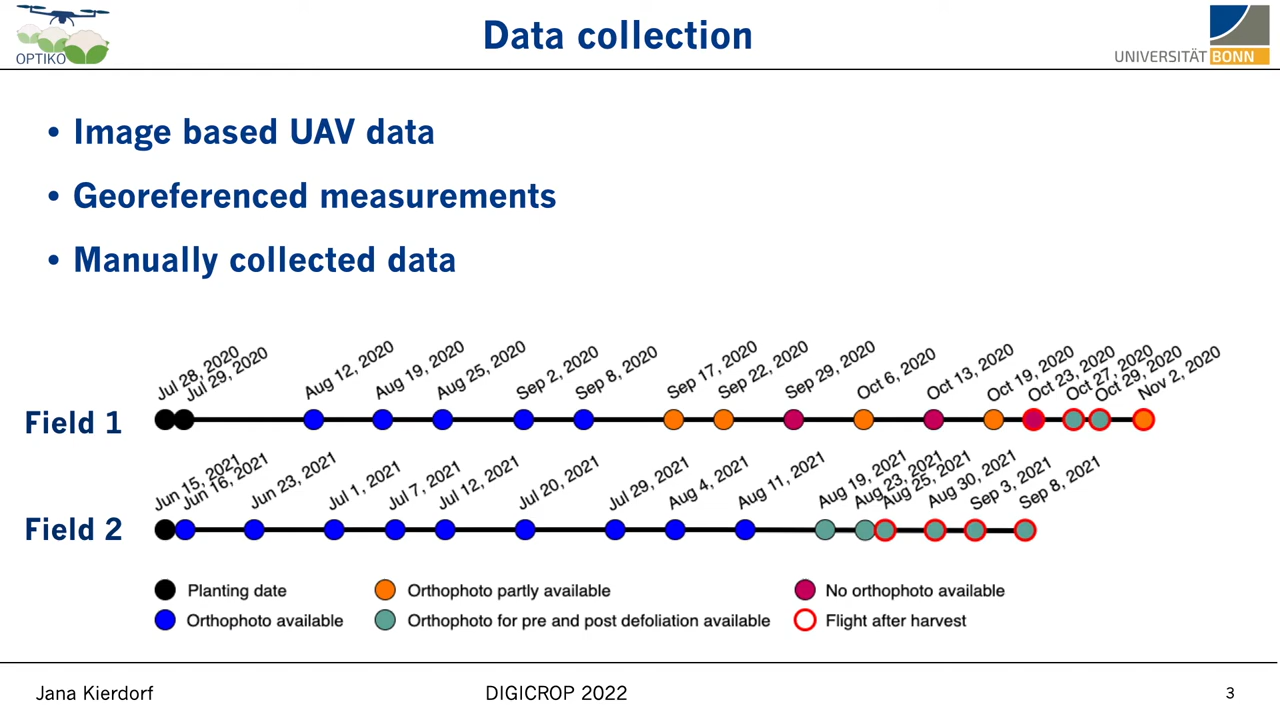 OPTIKO
Data collection
UNIVERSITÄT BONN
• Image based UAV data
• Georeferenced measurements
• Manually collected data
Jul 28, 2020
Jul 29, 2020
Aug 12, 2020
Aug 19, 2020
Aug 25, 2020
Sep 2, 2020
Sep 8, 2020
Sep 17, 2020
Sep 22, 2020
Sep 29, 2020
Oct 6, 2020
Oct 13, 2020
Oct 19, 2020
Oct 23, 2020
Oct 27, 2020
Oct 29, 2020
Nov 2, 2020
Field 1
Jun 15, 2021
Jun 16, 2021
Jun 23, 2021
Jul 1, 2021
Jul 7, 2021
Jul 12, 2021
Jul 20, 2021
Jul 29, 2021
Aug 4, 2021
Aug 11, 2021
Aug 19, 2021
Aug 23, 2021
Aug 25, 2021
Aug 30, 2021
Sep 3, 2021
Sep 8, 2021
Field 2
Planting date
Orthophoto partly available
No orthophoto available
Orthophoto available
Orthophoto for pre and post defoliation available
Flight after harvest
Jana Kierdorf
DIGICROP 2022
3